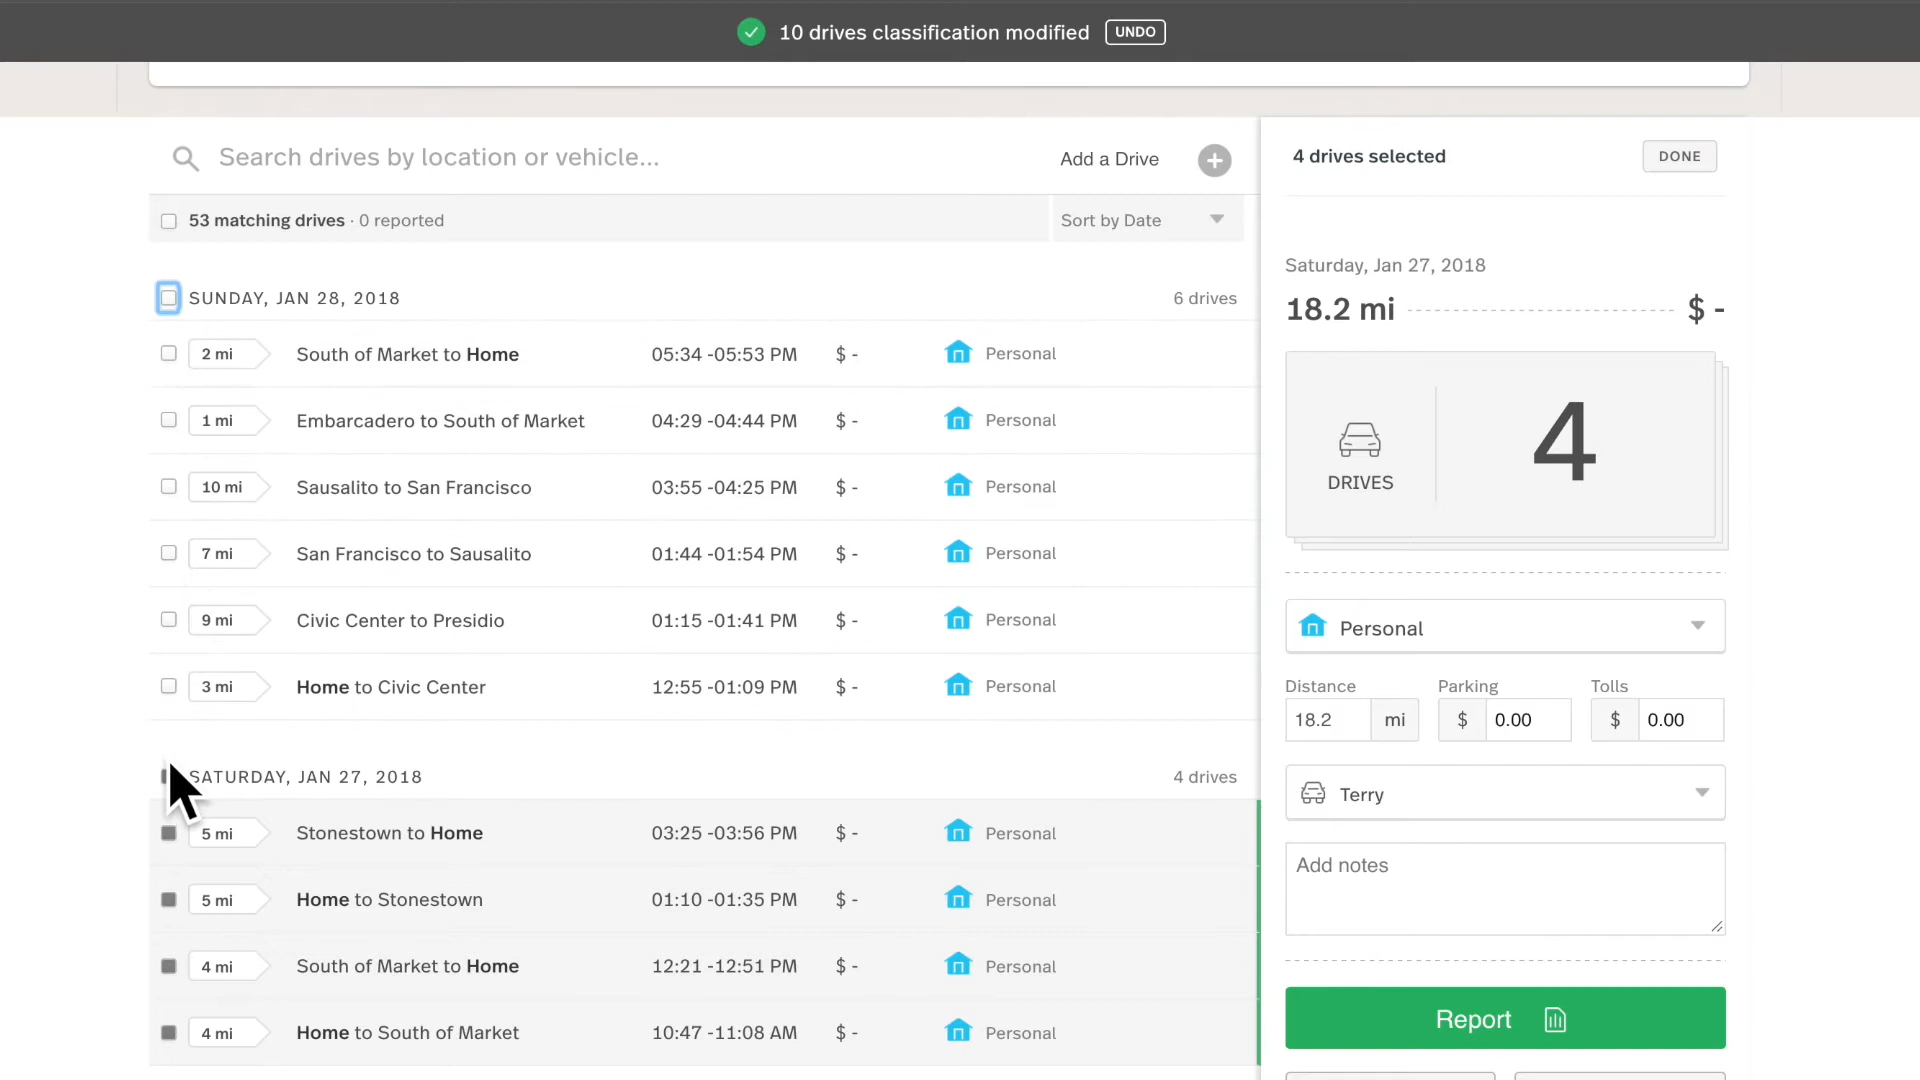 10 drives classification modified UNDO
Search drives by location or vehicle...
Add a Drive
53 matching drives · 0 reported
Sort by Date
SUNDAY, JAN 28, 2018 6 drives
2 mi South of Market to Home 05:34 -05:53 PM $ - Personal
1 mi Embarcadero to South of Market 04:29 -04:44 PM $ - Personal
10 mi Sausalito to San Francisco 03:55 -04:25 PM $ - Personal
7 mi San Francisco to Sausalito 01:44 -01:54 PM $ - Personal
9 mi Civic Center to Presidio 01:15 -01:41 PM $ - Personal
3 mi Home to Civic Center 12:55 -01:09 PM $ - Personal
SATURDAY, JAN 27, 2018 4 drives
5 mi Stonestown to Home 03:25 -03:56 PM $ - Personal
5 mi Home to Stonestown 01:10 -01:35 PM $ - Personal
4 mi South of Market to Home 12:21 -12:51 PM $ - Personal
4 mi Home to South of Market 10:47 -11:08 AM $ - Personal
4 drives selected DONE
Saturday, Jan 27, 2018
18.2 mi $ -
4
DRIVES
Personal
Distance Parking Tolls
18.2 mi $ 0.00 $ 0.00
Terry
Add notes
Report